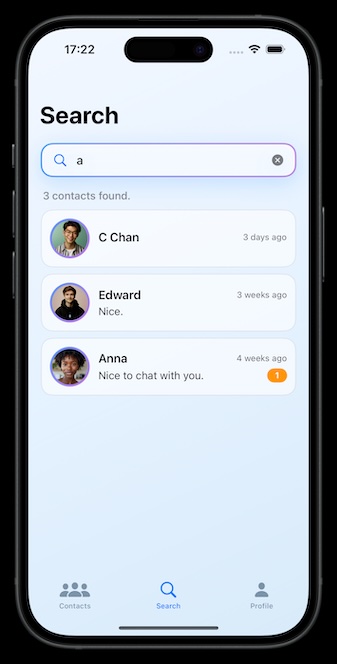 17:22
Search
a
3 contacts found.
C Chan
3 days ago
Edward
3 weeks ago
Nice.
Anna
4 weeks ago
Nice to chat with you.
1
Contacts
Search
Profile